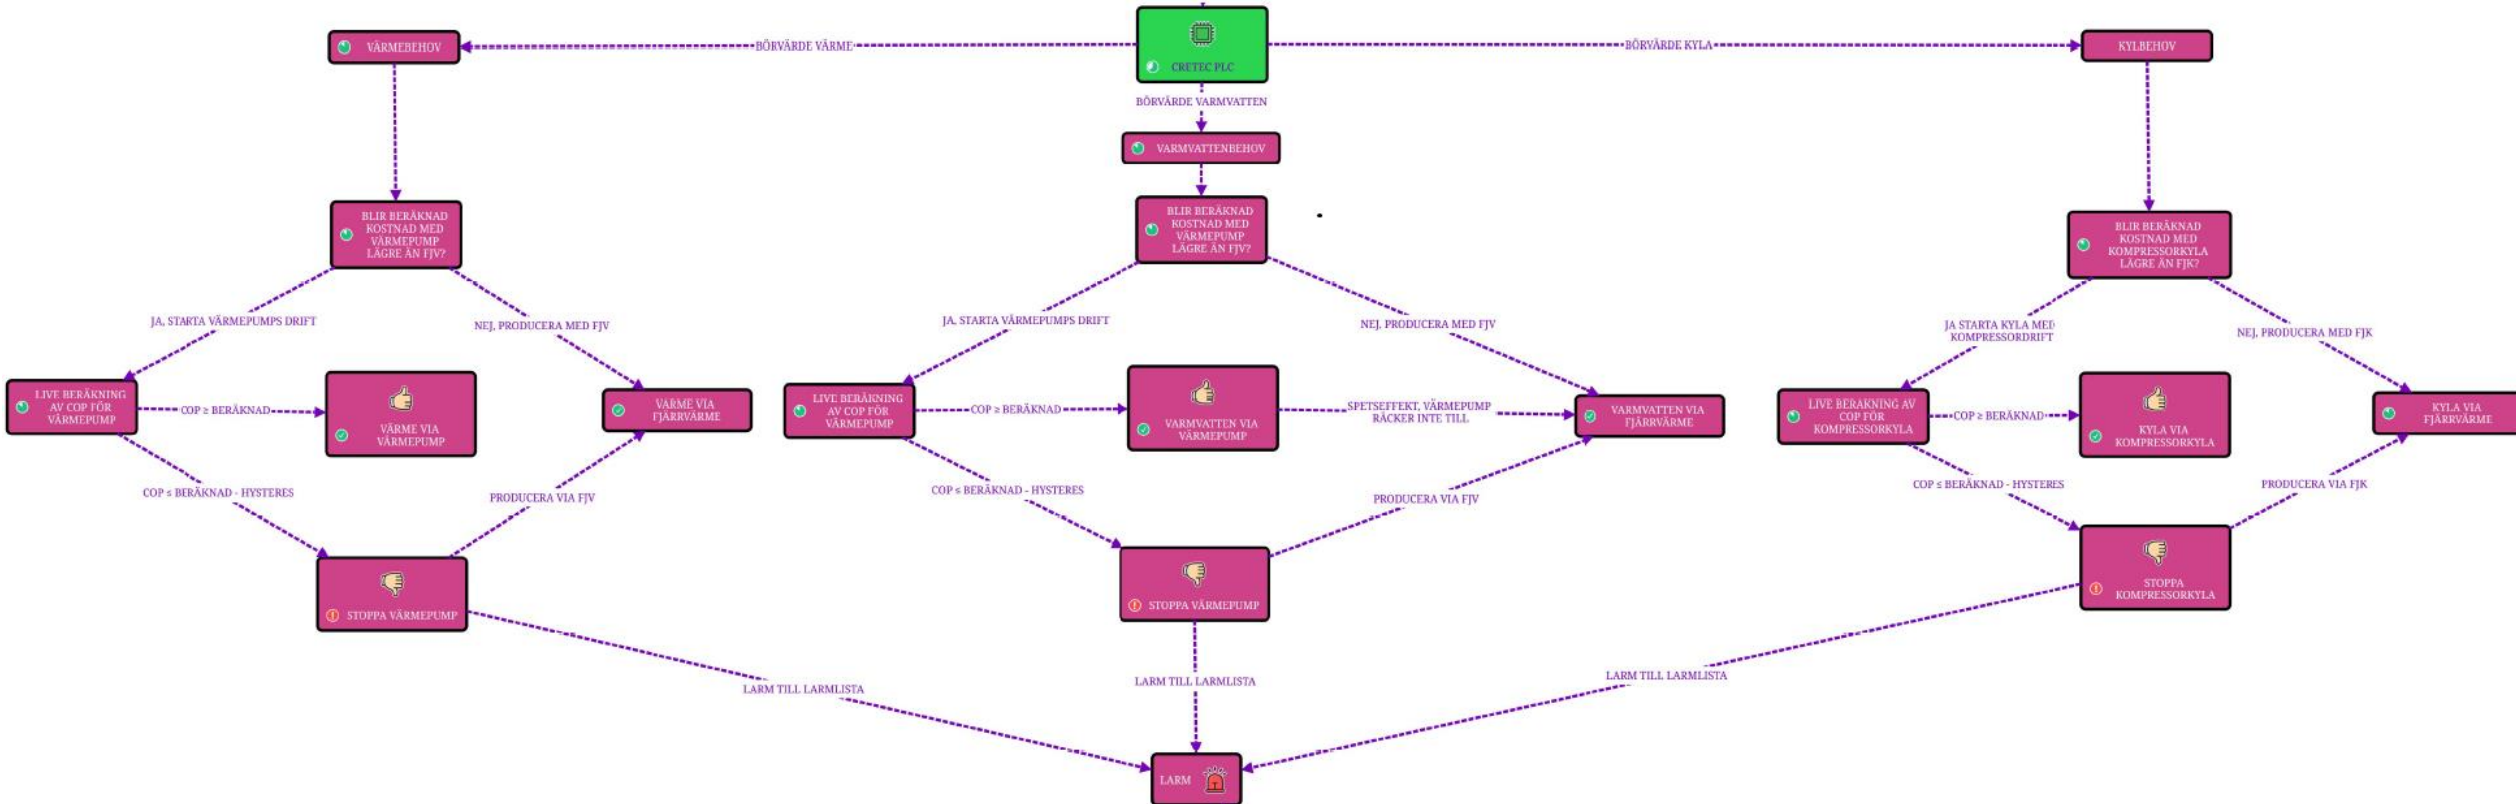 VÄRMEBEHOV
BÖRVÄRDE VÄRME
CRETEC PLC
BÖRVÄRDE KYLA
KYLBEHOV
BÖRVÄRDE VARMVATTEN
VARMVATTENBEHOV
BLIR BERÄKNAD
KOSTNAD MED
VÄRMEPUMP
LÄGRE ÄN FJV?
BLIR BERÄKNAD
KOSTNAD MED
VÄRMEPUMP
LÄGRE ÄN FJV?
BLIR BERÄKNAD
KOSTNAD MED
KOMPRESSORKYLA
LÄGRE ÄN FJK?
JA, STARTA VÄRMEPUMPS DRIFT
NEJ, PRODUCERA MED FJV
JA, STARTA VÄRMEPUMPS DRIFT
NEJ, PRODUCERA MED FJV
JA STARTA KYLA MED
KOMPRESSORDRIFT
NEJ, PRODUCERA MED FJK
LIVE BERÄKNING
AV COP FÖR
VÄRMEPUMP
COP ≥ BERÄKNAD
VÄRME VIA
VÄRMEPUMP
VÄRME VIA
FJÄRRVÄRME
LIVE BERÄKNING
AV COP FÖR
VÄRMEPUMP
COP ≥ BERÄKNAD
VARMVATTEN VIA
VÄRMEPUMP
SPETSEFFEKT, VÄRMEPUMP
RÄCKER INTE TILL
VARMVATTEN VIA
FJÄRRVÄRME
LIVE BERÄKNING AV
COP FÖR
KOMPRESSORKYLA
COP ≥ BERÄKNAD
KYLA VIA
KOMPRESSORKYLA
KYLA VIA
FJÄRRVÄRME
COP ≤ BERÄKNAD - HYSTERES
PRODUCERA VIA FJV
COP ≤ BERÄKNAD - HYSTERES
PRODUCERA VIA FJV
COP ≤ BERÄKNAD - HYSTERES
PRODUCERA VIA FJK
STOPPA VÄRMEPUMP
STOPPA VÄRMEPUMP
STOPPA
KOMPRESSORKYLA
LARM TILL LARMLISTA
LARM TILL LARMLISTA
LARM TILL LARMLISTA
LARM